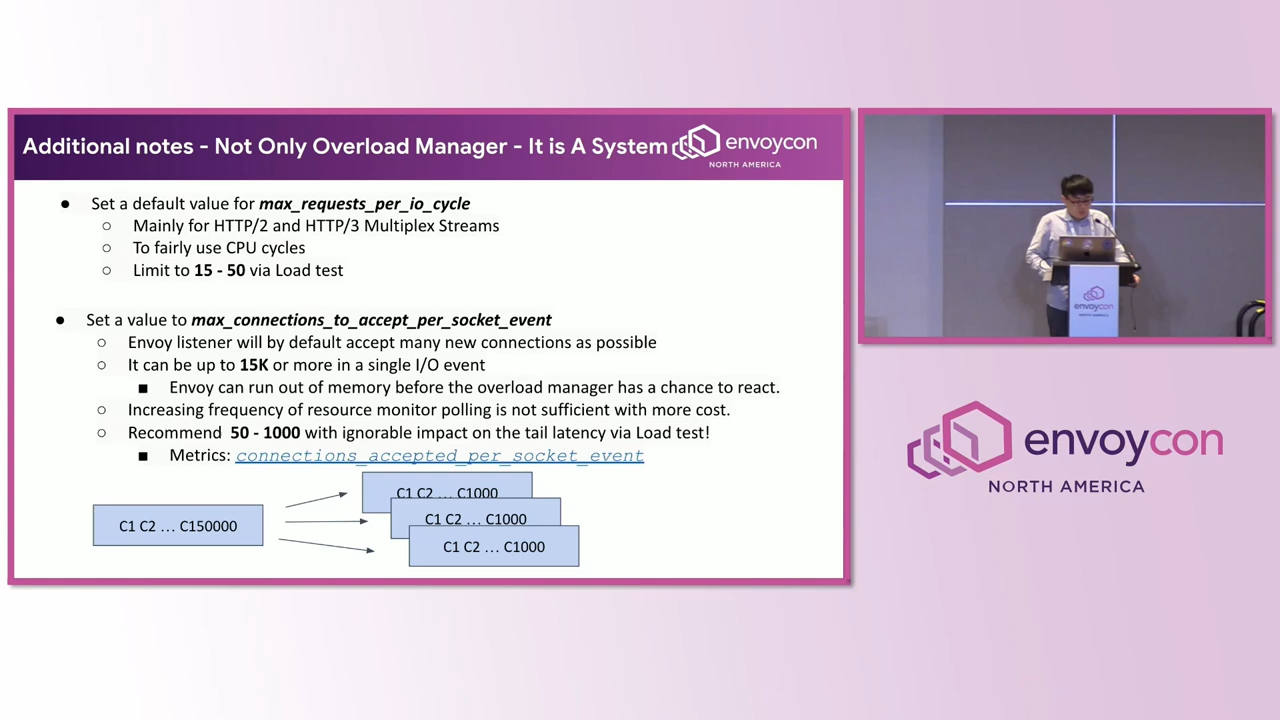 Additional notes - Not Only Overload Manager - It is A System
envoycon
NORTH AMERICA
● Set a default value for max_requests_per_io_cycle
○ Mainly for HTTP/2 and HTTP/3 Multiplex Streams
○ To fairly use CPU cycles
○ Limit to 15 - 50 via Load test
● Set a value to max_connections_to_accept_per_socket_event
○ Envoy listener will by default accept many new connections as possible
○ It can be up to 15K or more in a single I/O event
■ Envoy can run out of memory before the overload manager has a chance to react.
○ Increasing frequency of resource monitor polling is not sufficient with more cost.
○ Recommend 50 - 1000 with ignorable impact on the tail latency via Load test!
■ Metrics: connections_accepted_per_socket_event
C1 C2 … C150000
C1 C2 … C1000
C1 C2 … C1000
C1 C2 … C1000
envoycon
NORTH AMERICA
envoycon
NORTH AMERICA